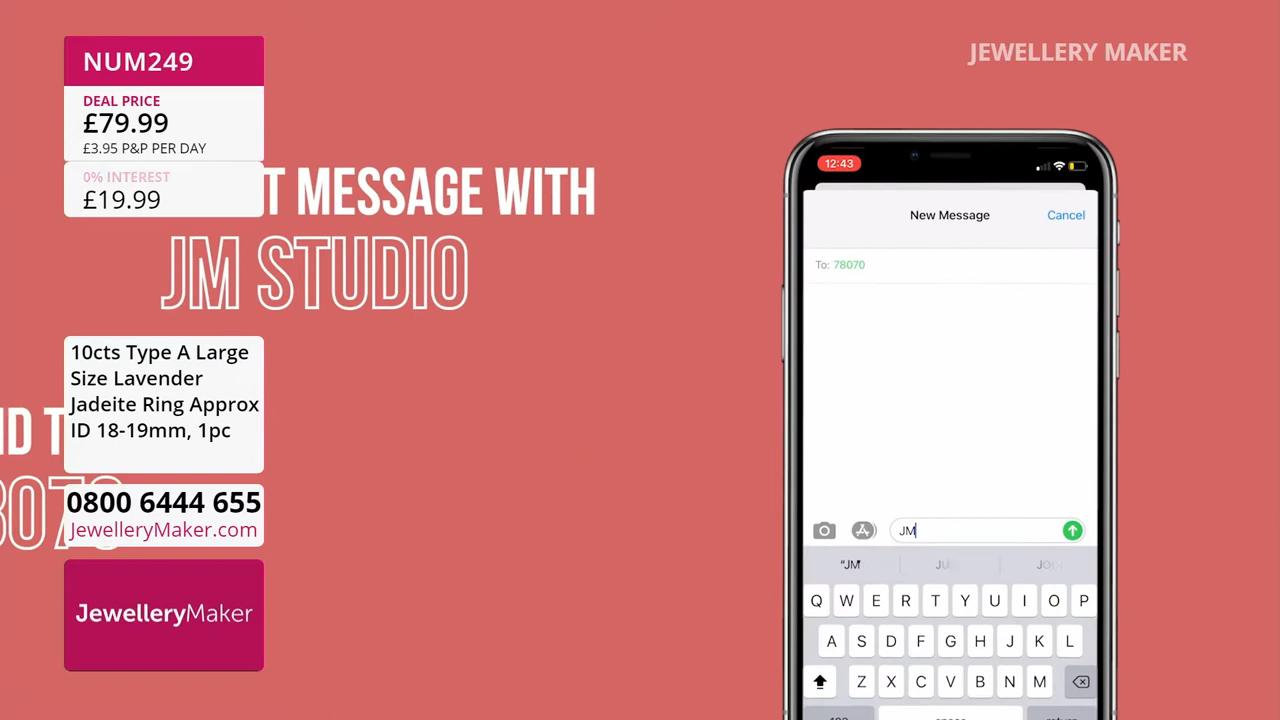 NUM249
DEAL PRICE
£79.99
£3.95 P&P PER DAY
0% INTEREST
£19.99
T MESSAGE WITH
JM STUDIO
10cts Type A Large
Size Lavender
Jadeite Ring Approx
ID 18-19mm, 1pc
0800 6444 655
JewelleryMaker.com
JewelleryMaker
JEWELLERY MAKER
12:43
New Message
Cancel
To: 78070
JM
"JM"
Q W E R T Y U I O P
A S D F G H J K L
Z X C V B N M